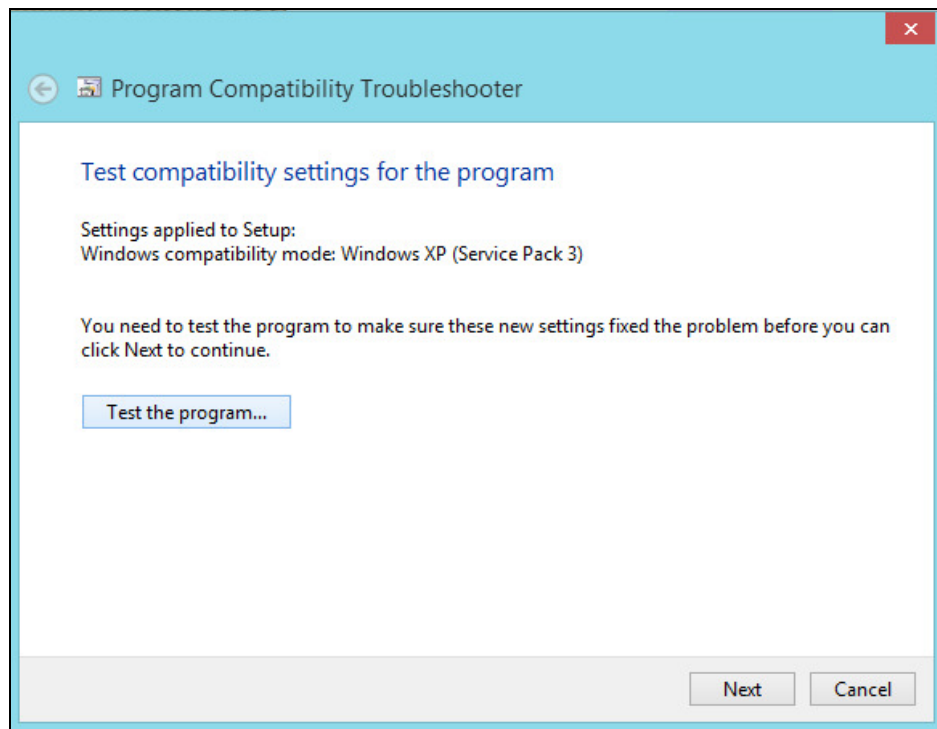 Program Compatibility Troubleshooter
Test compatibility settings for the program
Settings applied to Setup:
Windows compatibility mode: Windows XP (Service Pack 3)
You need to test the program to make sure these new settings fixed the problem before you can
click Next to continue.
Test the program...
Next
Cancel